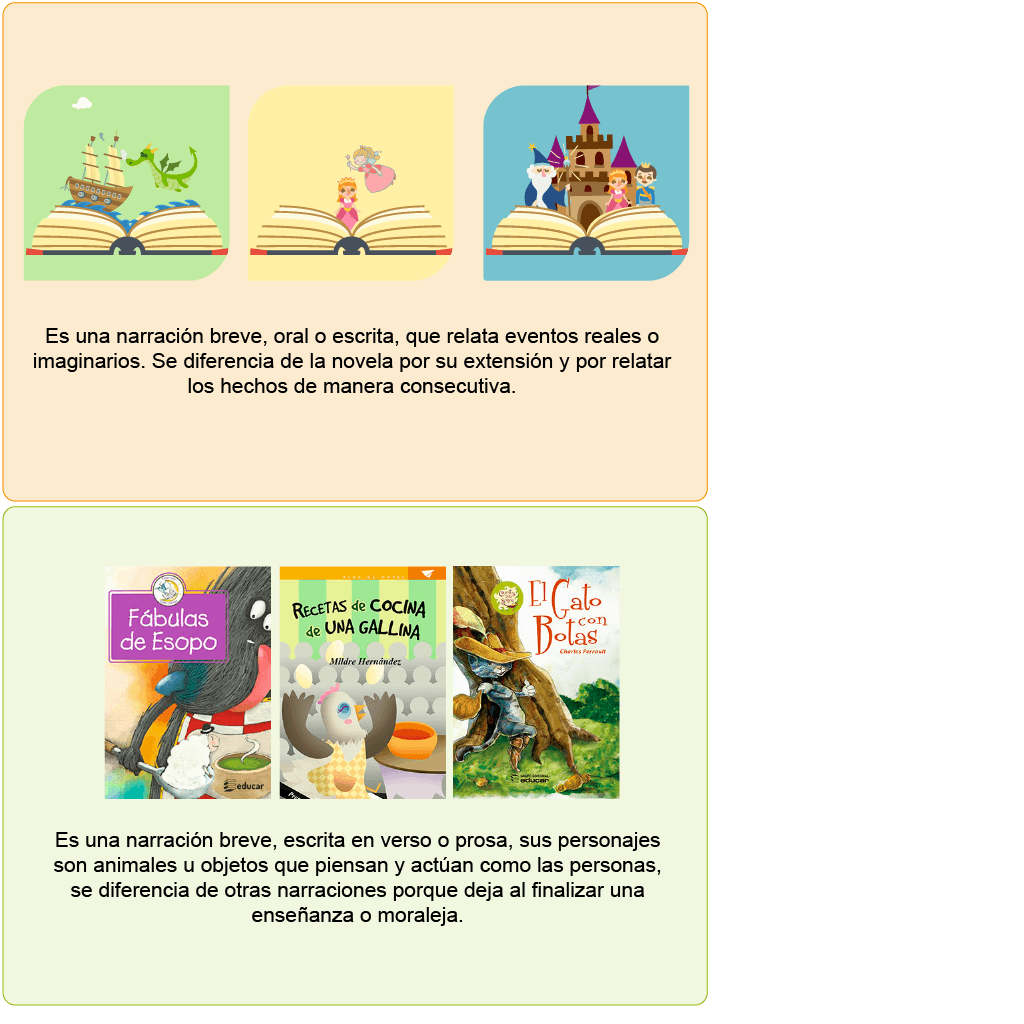 Es una narración breve, oral o escrita, que relata eventos reales o
imaginarios. Se diferencia de la novela por su extensión y por relatar
los hechos de manera consecutiva.
Fábulas
de Esopo
educar
RECETAS de COCINA
de UNA GALLINA
Mildre Hernández
El Gato
con
Botas
Charles Perrault
GRUPO EDITORIAL
educar
Es una narración breve, escrita en verso o prosa, sus personajes
son animales u objetos que piensan y actúan como las personas,
se diferencia de otras narraciones porque deja al finalizar una
enseñanza o moraleja.